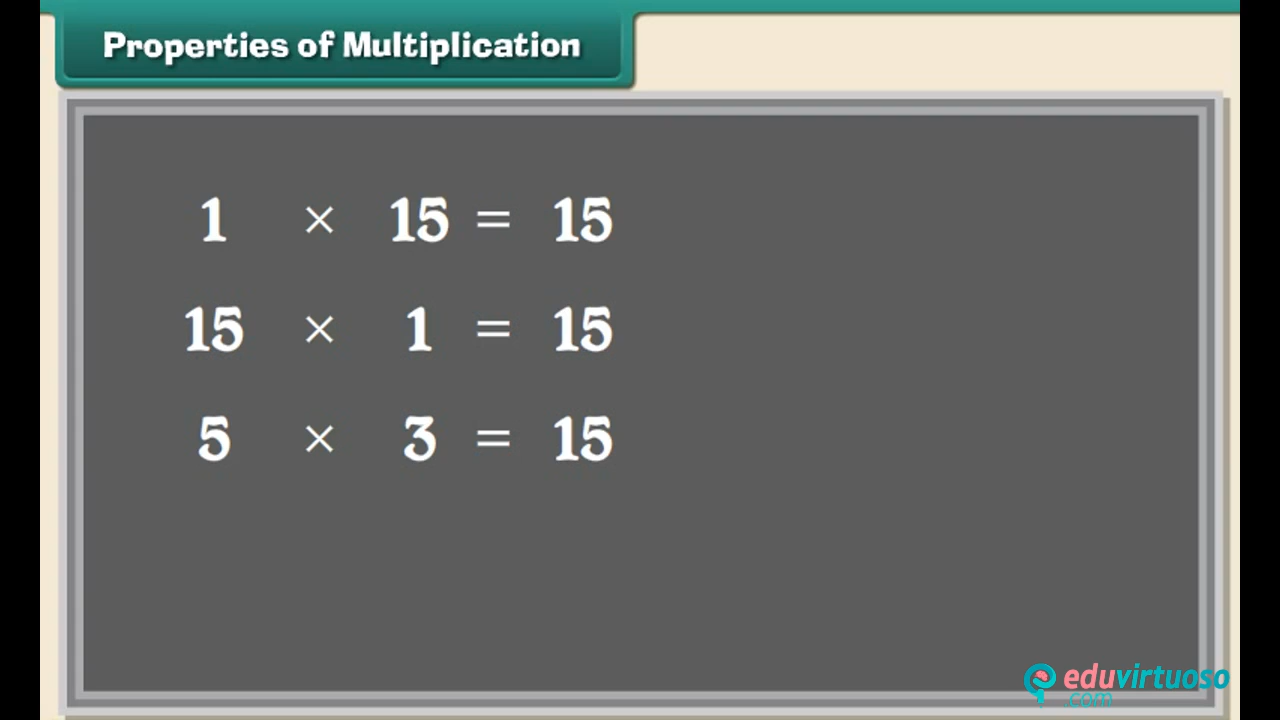 Properties of Multiplication
1 × 15 = 15
15 × 1 = 15
5 × 3 = 15
eduvirtuoso
.com